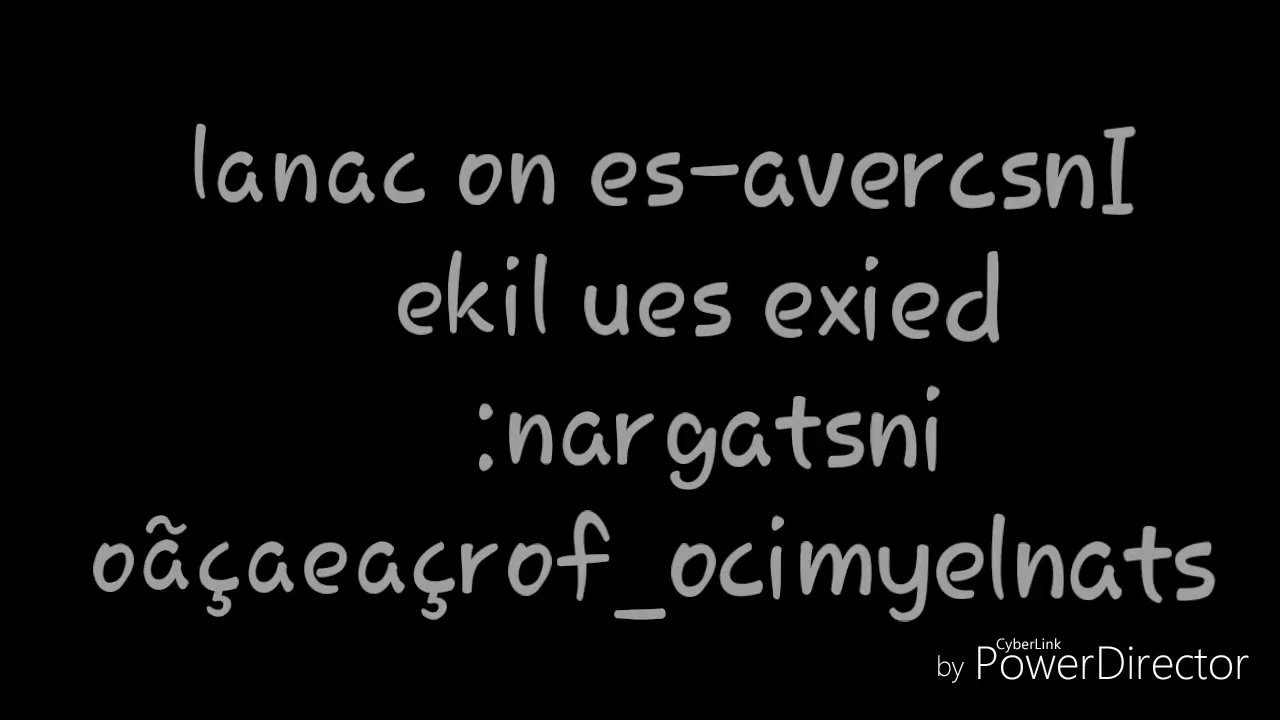 lanac on es-avercsnI
ekil ues exied
:nargatsni
oãçaeaçrof_ocimyelnats
by CyberLink PowerDirector